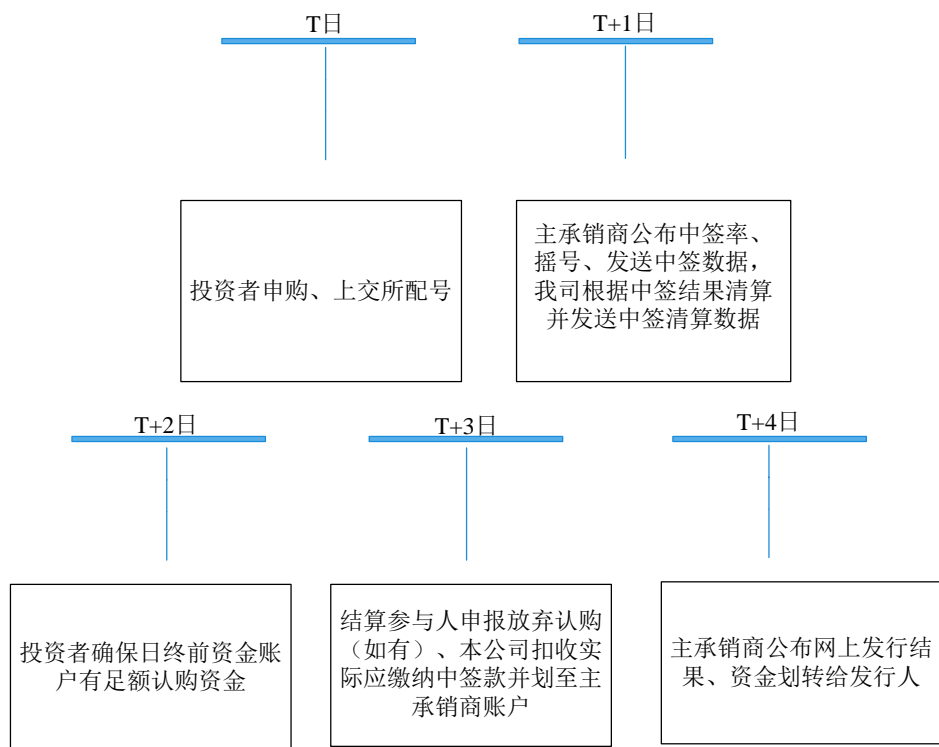 T日
T+1日
投资者申购、上交所配号
主承销商公布中签率、
摇号、发送中签数据，
我司根据中签结果清算
并发送中签清算数据
T+2日
T+3日
T+4日
投资者确保日终前资金账
户有足额认购资金
结算参与人申报放弃认购
（如有）、本公司扣收实
际应缴纳中签款并划至主
承销商账户
主承销商公布网上发行结
果、资金划转给发行人